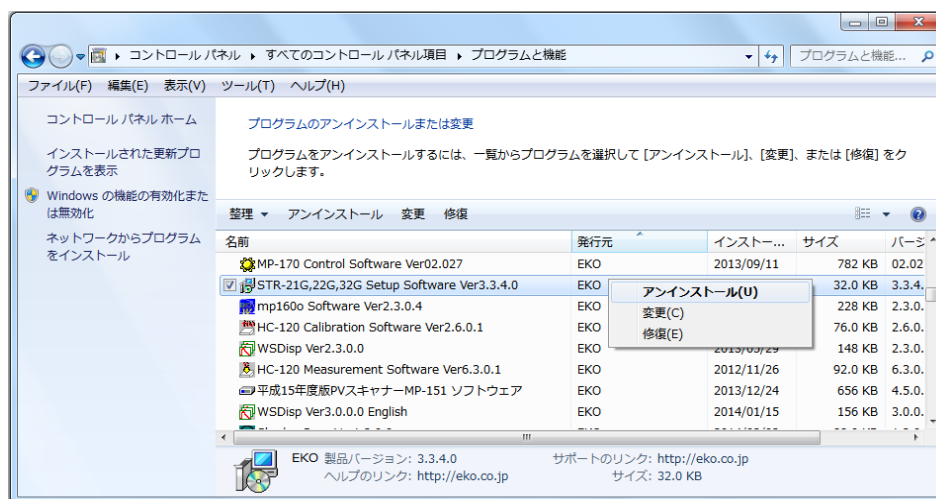 コントロール パネル ▸ すべてのコントロール パネル項目 ▸ プログラムと機能
プログラムと機能...
ファイル(F) 編集(E) 表示(V) ツール(T) ヘルプ(H)
コントロール パネル ホーム
インストールされた更新プロ
グラムを表示
Windows の機能の有効化また
は無効化
ネットワークからプログラム
をインストール
プログラムのアンインストールまたは変更
プログラムをアンインストールするには、一覧からプログラムを選択して [アンインストール]、[変更]、または [修復] をク
リックします。
整理 アンインストール 変更 修復
名前 発行元 インストー... サイズ バージ
MP-170 Control Software Ver02.027 EKO 2013/09/11 782 KB 02.02
STR-21G,22G,32G Setup Software Ver3.3.4.0 EKO 32.0 KB 3.3.4.
mp160o Software Ver2.3.0.4 EKO 228 KB 2.3.0.
HC-120 Calibration Software Ver2.6.0.1 EKO 76.0 KB 2.6.0.
WSDisp Ver2.3.0.0 EKO 148 KB 2.3.0.
HC-120 Measurement Software Ver6.3.0.1 EKO 2012/11/26 92.0 KB 6.3.0.
平成15年度版PVスキャナーMP-151 ソフトウェア EKO 2013/12/24 656 KB 4.5.0.
WSDisp Ver3.0.0.0 English EKO 2014/01/15 156 KB 3.0.0.
アンインストール(U)
変更(C)
修復(E)
EKO 製品バージョン: 3.3.4.0 サポートのリンク: http://eko.co.jp
ヘルプのリンク: http://eko.co.jp サイズ: 32.0 KB